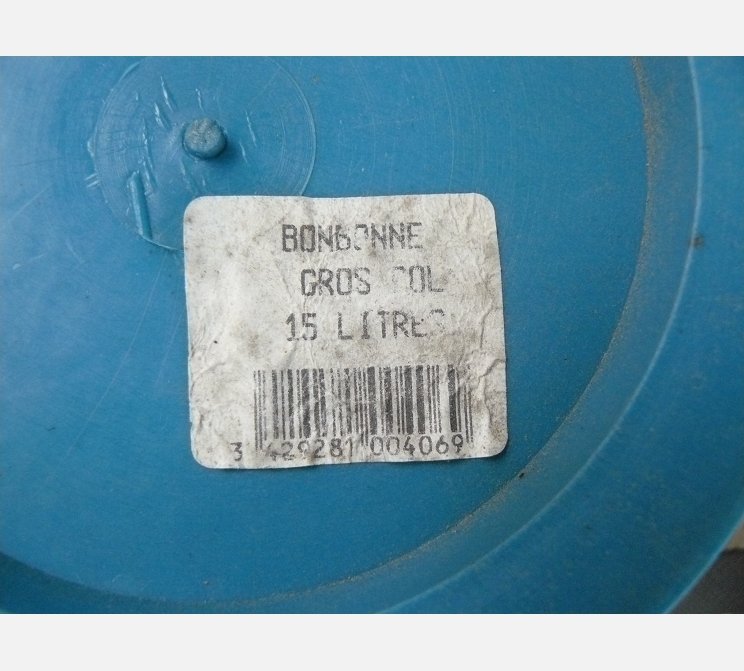 BONBONNE
GROS COL
15 LITRES
3 429281 004069